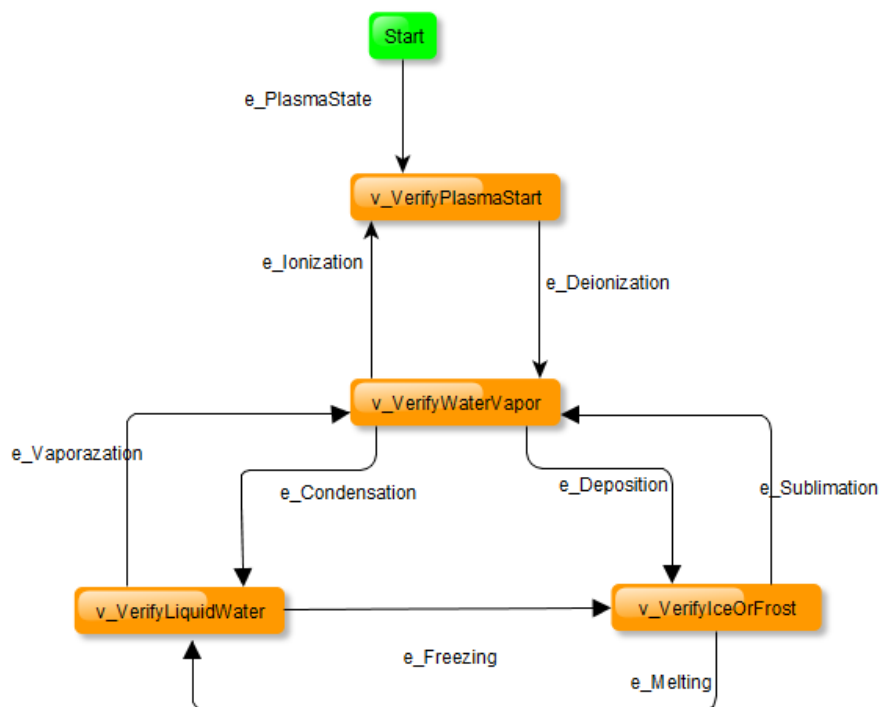 Start
e_PlasmaState
v_VerifyPlasmaStart
e_Ionization
e_Deionization
v_VerifyWaterVapor
e_Vaporazation
e_Condensation
e_Deposition
e_Sublimation
v_VerifyLiquidWater
v_VerifyIceOrFrost
e_Freezing
e_Melting